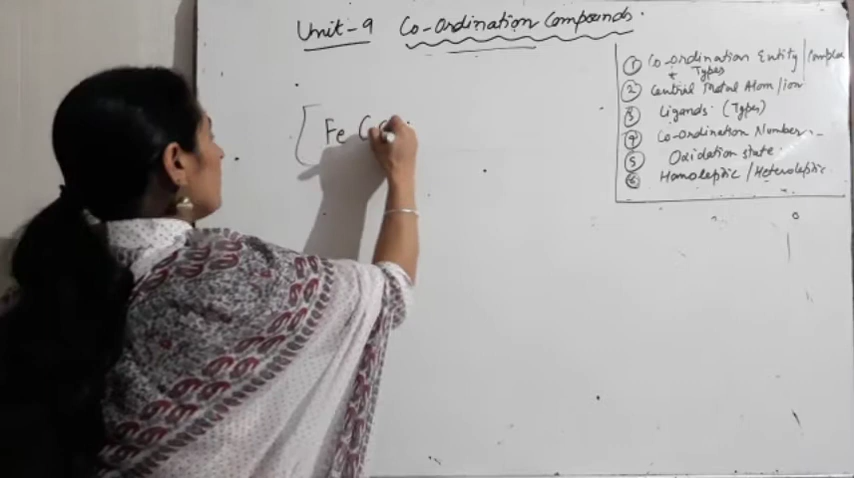 Unit-9 Co-Ordination Compounds.
① Co-ordination Entity/Complex
+ Types
② Central Metal Atom/ion
③ Ligands. (Types)
④ Co-Ordination Number
⑤ Oxidation state.
⑥ Homoleptic/Heteroleptic
[Fe (C